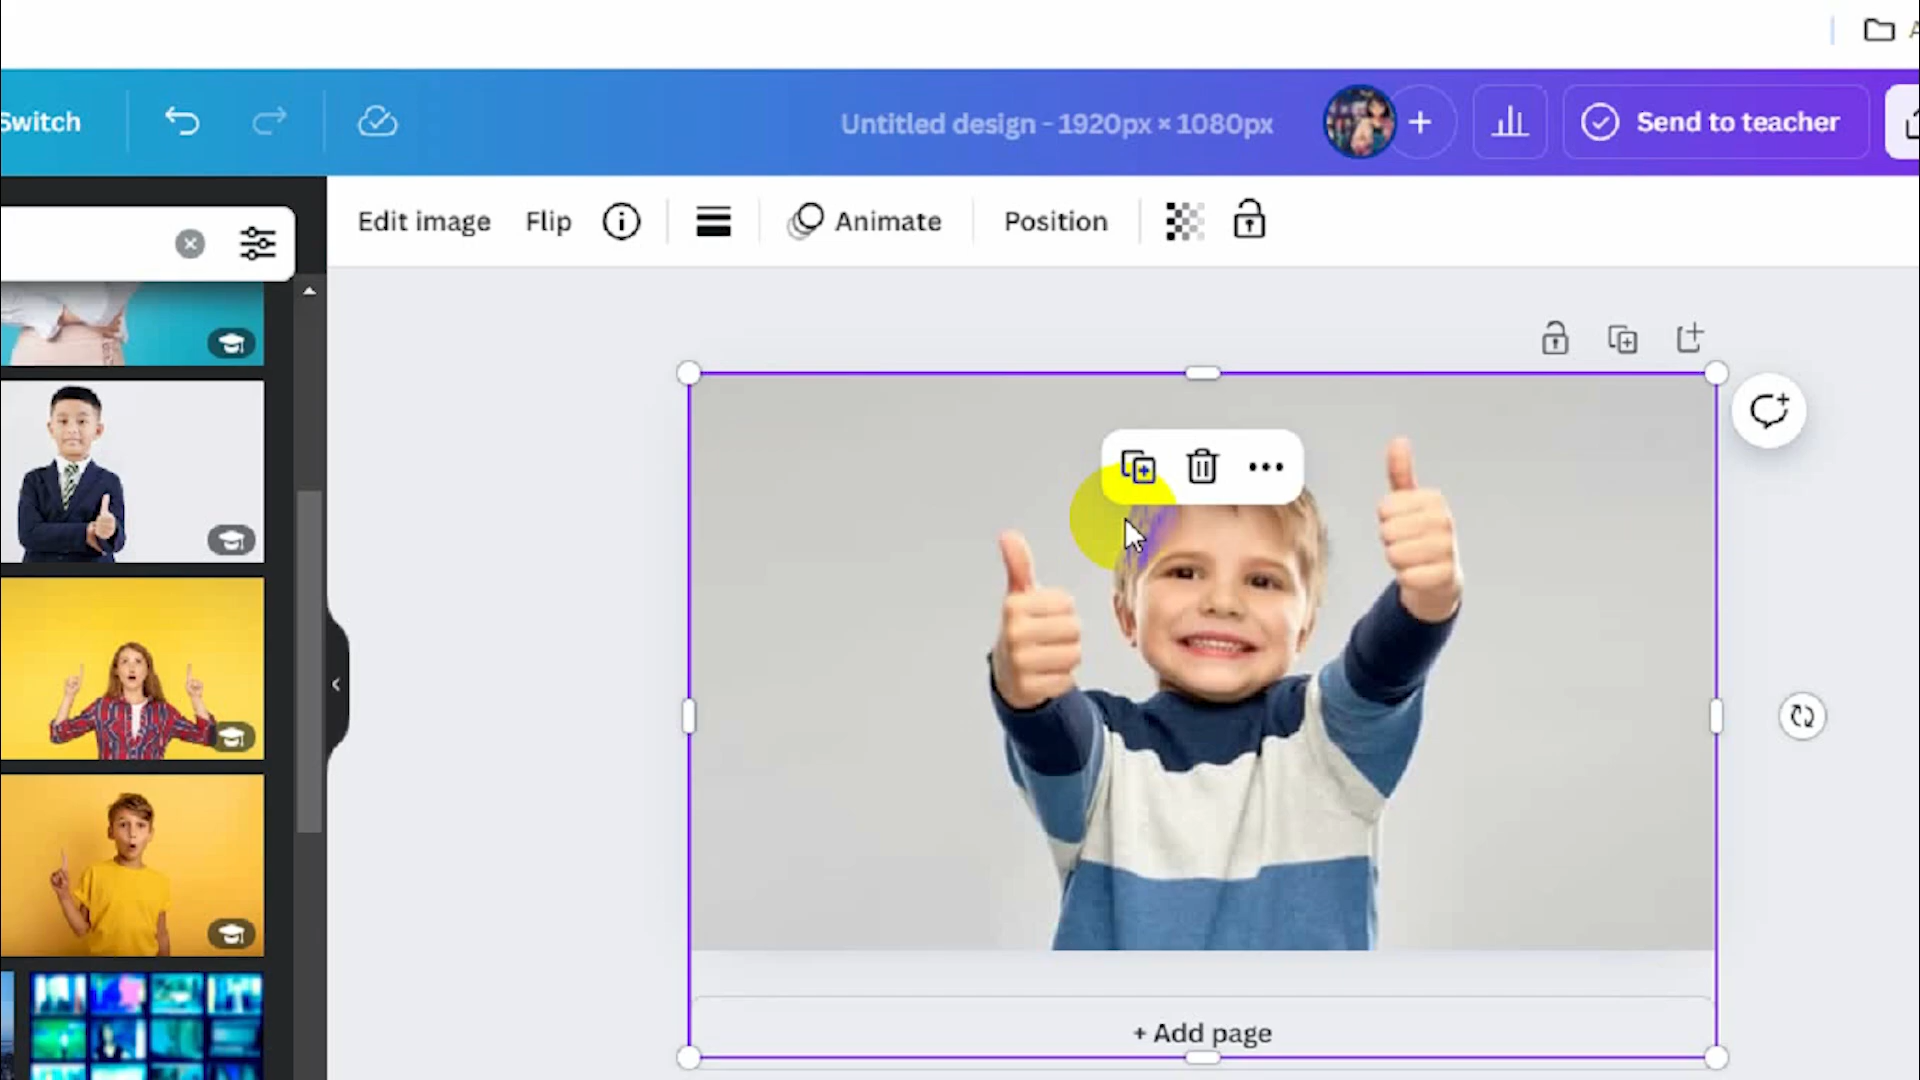 Switch
Untitled design - 1920px × 1080px
Send to teacher
Edit image
Flip
Animate
Position
+ Add page